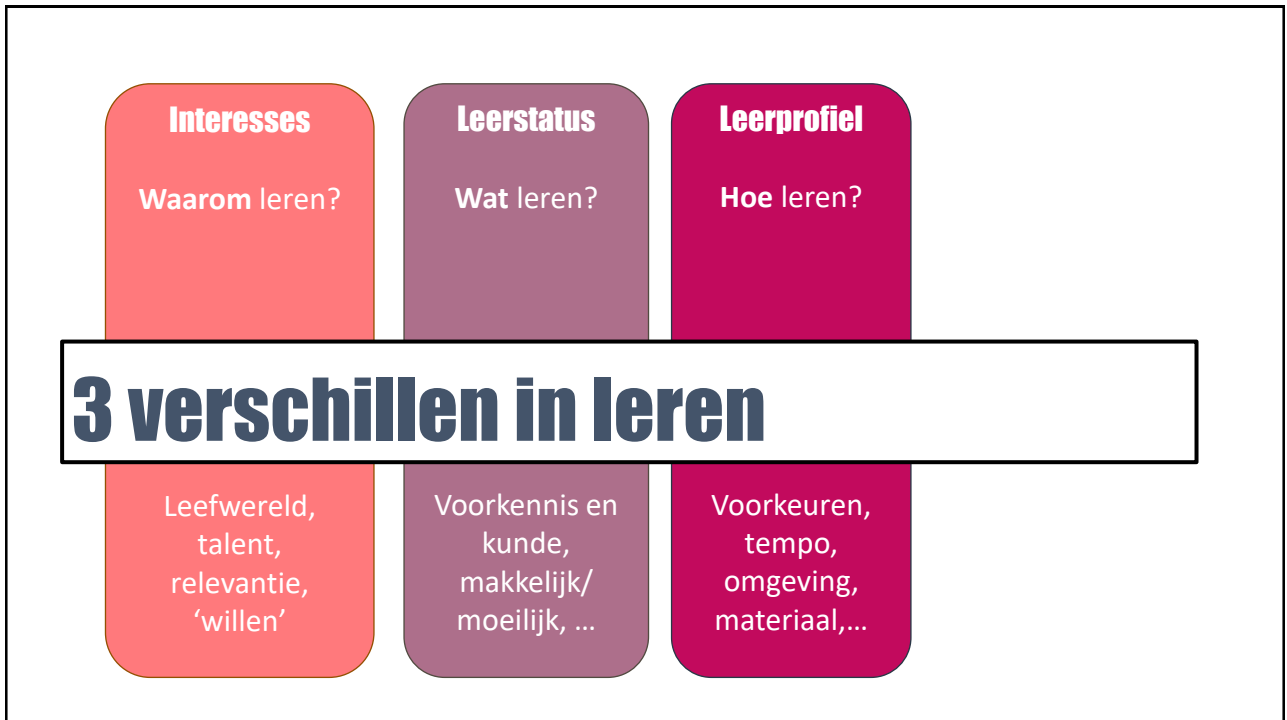 Interesses
Waarom leren?
Leerstatus
Wat leren?
Leerprofiel
Hoe leren?
3 verschillen in leren
Leefwereld,
talent,
relevantie,
‘willen’
Voorkennis en
kunde,
makkelijk/
moeilijk, ...
Voorkeuren,
tempo,
omgeving,
materiaal,...